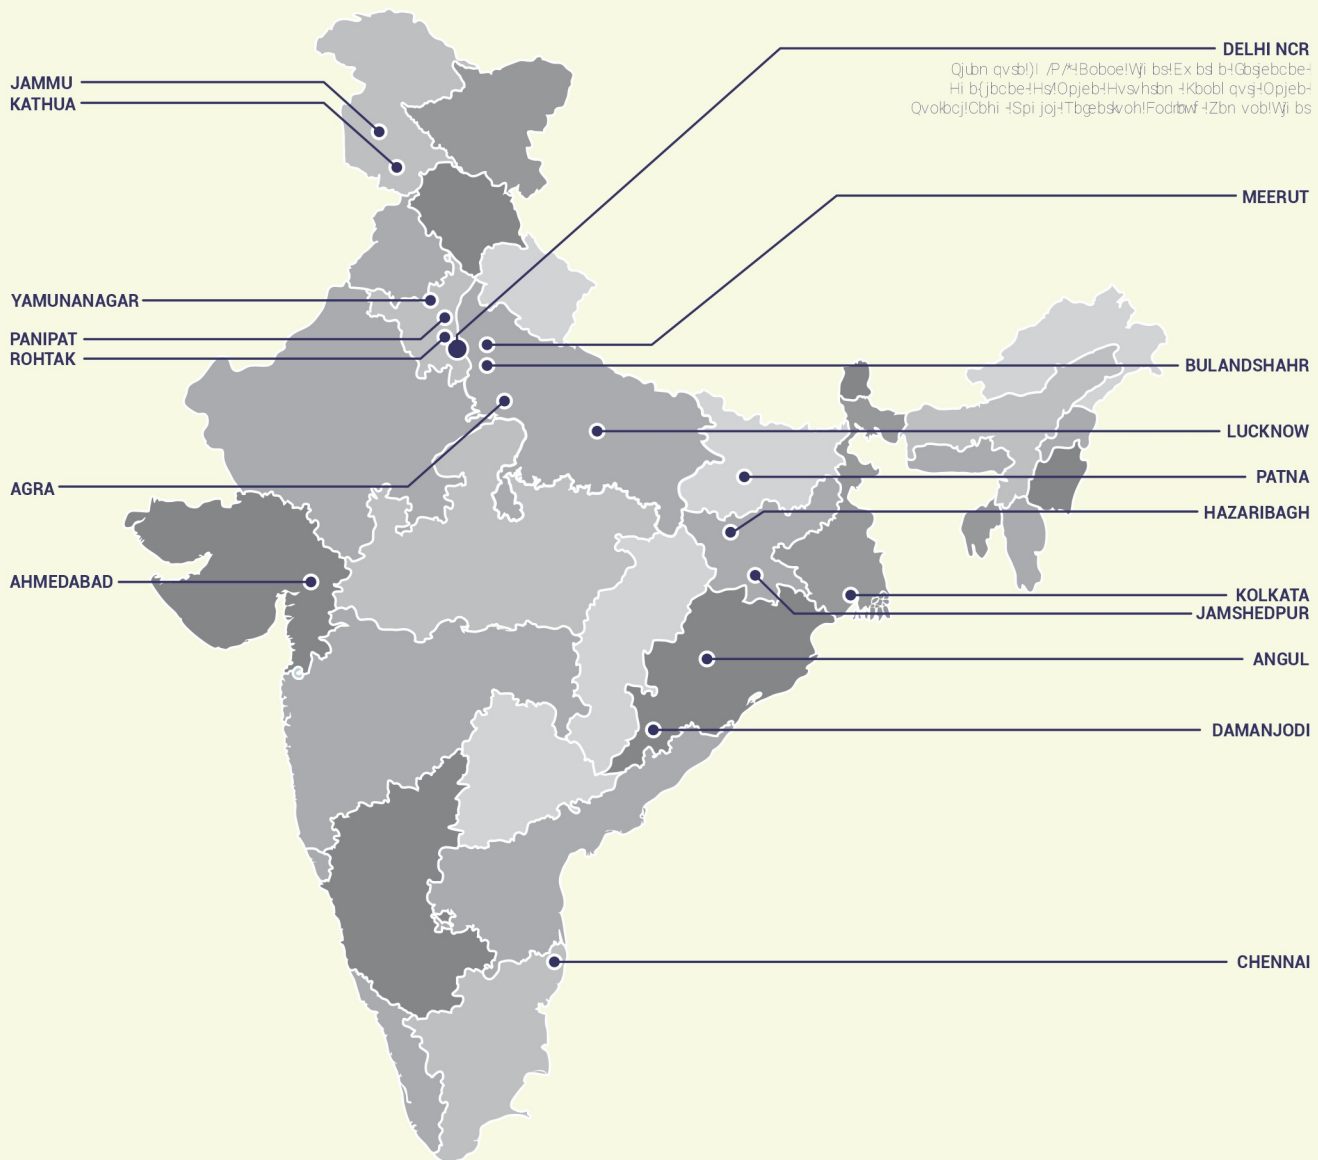 DELHI NCR
JAMMU
KATHUA
MEERUT
YAMUNANAGAR
PANIPAT
ROHTAK
BULANDSHAHR
LUCKNOW
PATNA
AGRA
HAZARIBAGH
AHMEDABAD
KOLKATA
JAMSHEDPUR
ANGUL
DAMANJODI
CHENNAI